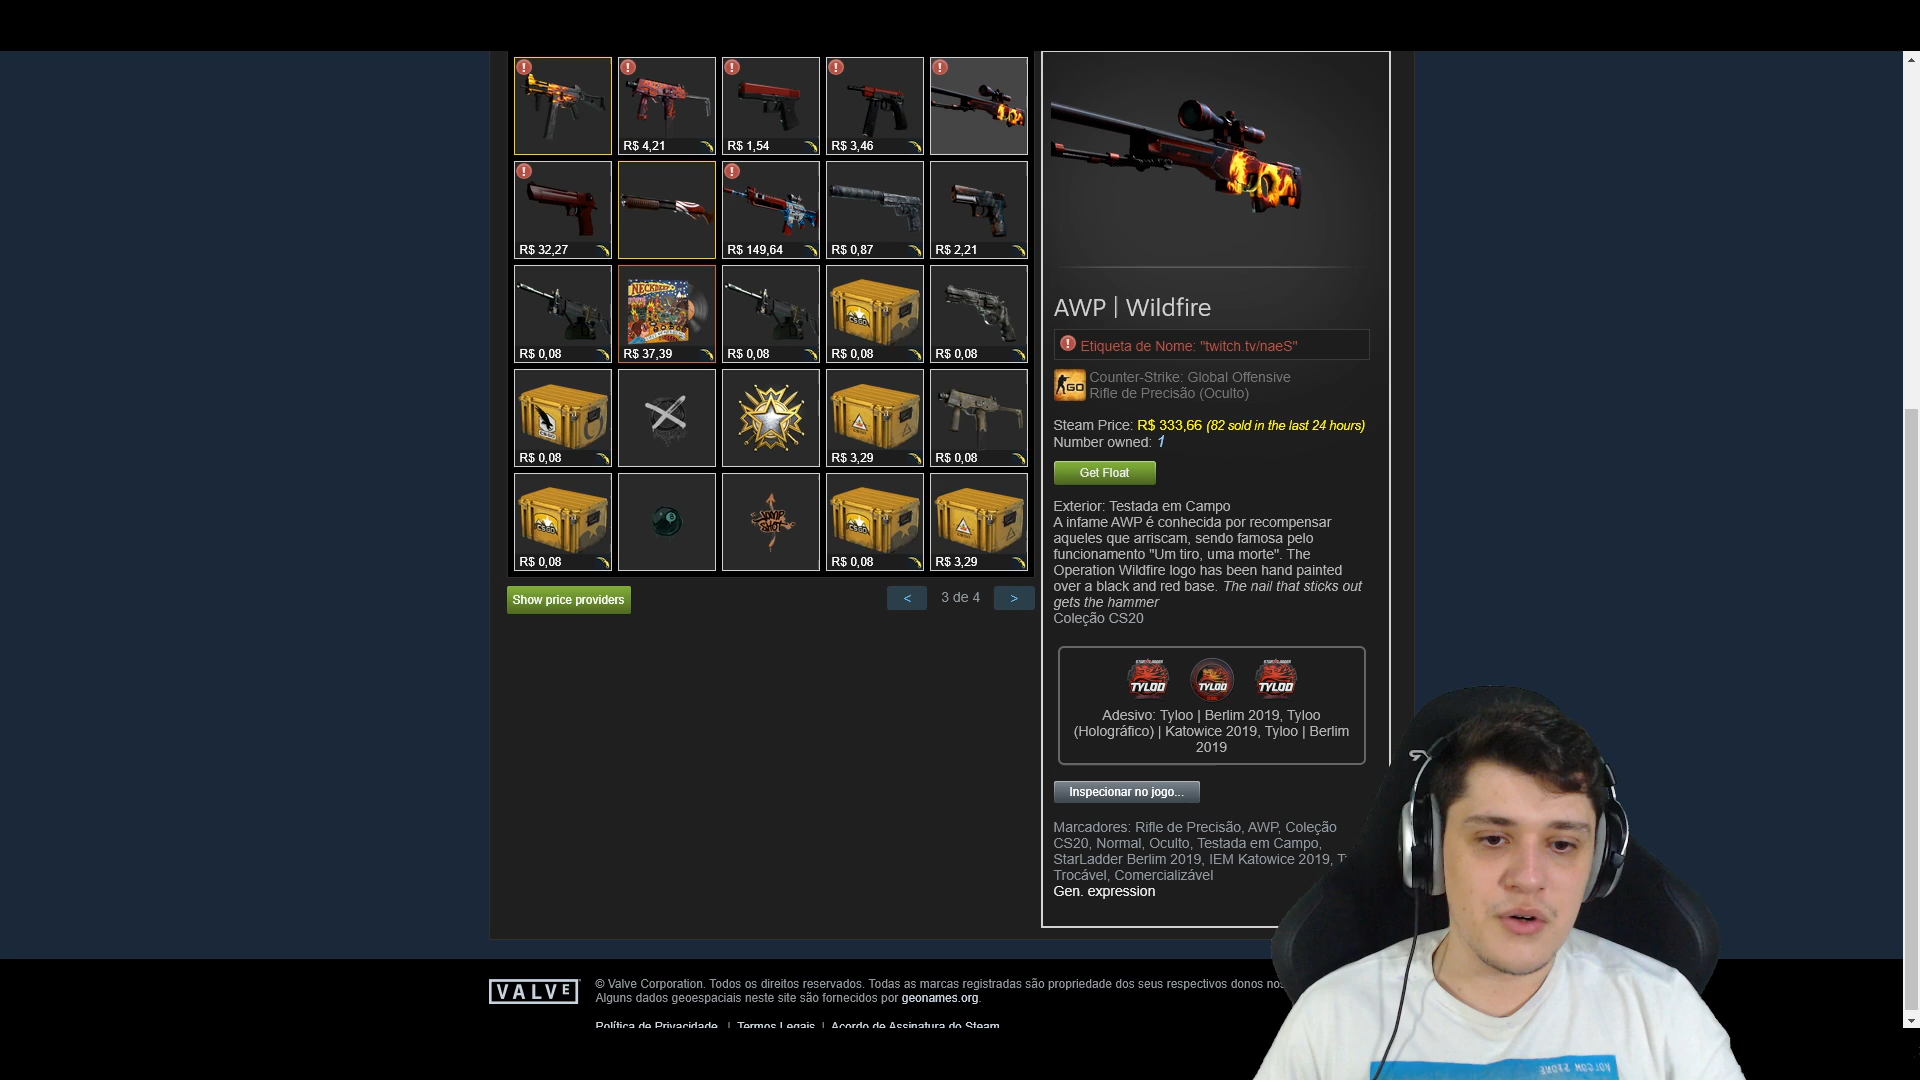 R$ 4,21
R$ 1,54
R$ 3,46
R$ 32,27
R$ 149,64
R$ 0,87
R$ 2,21
R$ 0,08
NECK DEEP
R$ 37,39
R$ 0,08
R$ 0,08
R$ 0,08
R$ 0,08
R$ 3,29
R$ 0,08
R$ 0,08
JUMP SHOT
R$ 0,08
R$ 3,29
Show price providers
<
3 de 4
>
AWP | Wildfire
Etiqueta de Nome: "twitch.tv/naeS"
GO
Counter-Strike: Global Offensive
Rifle de Precisão (Oculto)
Steam Price: R$ 333,66 (82 sold in the last 24 hours)
Number owned: 1
Get Float
Exterior: Testada em Campo
A infame AWP é conhecida por recompensar
aqueles que arriscam, sendo famosa pelo
funcionamento "Um tiro, uma morte". The
Operation Wildfire logo has been hand painted
over a black and red base. The nail that sticks out
gets the hammer
Coleção CS20
TYLOO
TYLOO
TYLOO
Adesivo: Tyloo | Berlim 2019, Tyloo
(Holográfico) | Katowice 2019, Tyloo | Berlim
2019
Inspecionar no jogo...
Marcadores: Rifle de Precisão, AWP, Coleção
CS20, Normal, Oculto, Testada em Campo,
StarLadder Berlim 2019, IEM Katowice 2019,
Trocável, Comercializável
Gen. expression
VALVE
© Valve Corporation. Todos os direitos reservados. Todas as marcas registradas são propriedade dos seus respectivos donos nos
Alguns dados geoespaciais neste site são fornecidos por geonames.org.
Política de Privacidade | Termos Legais | Acordo de Assinatura do Steam